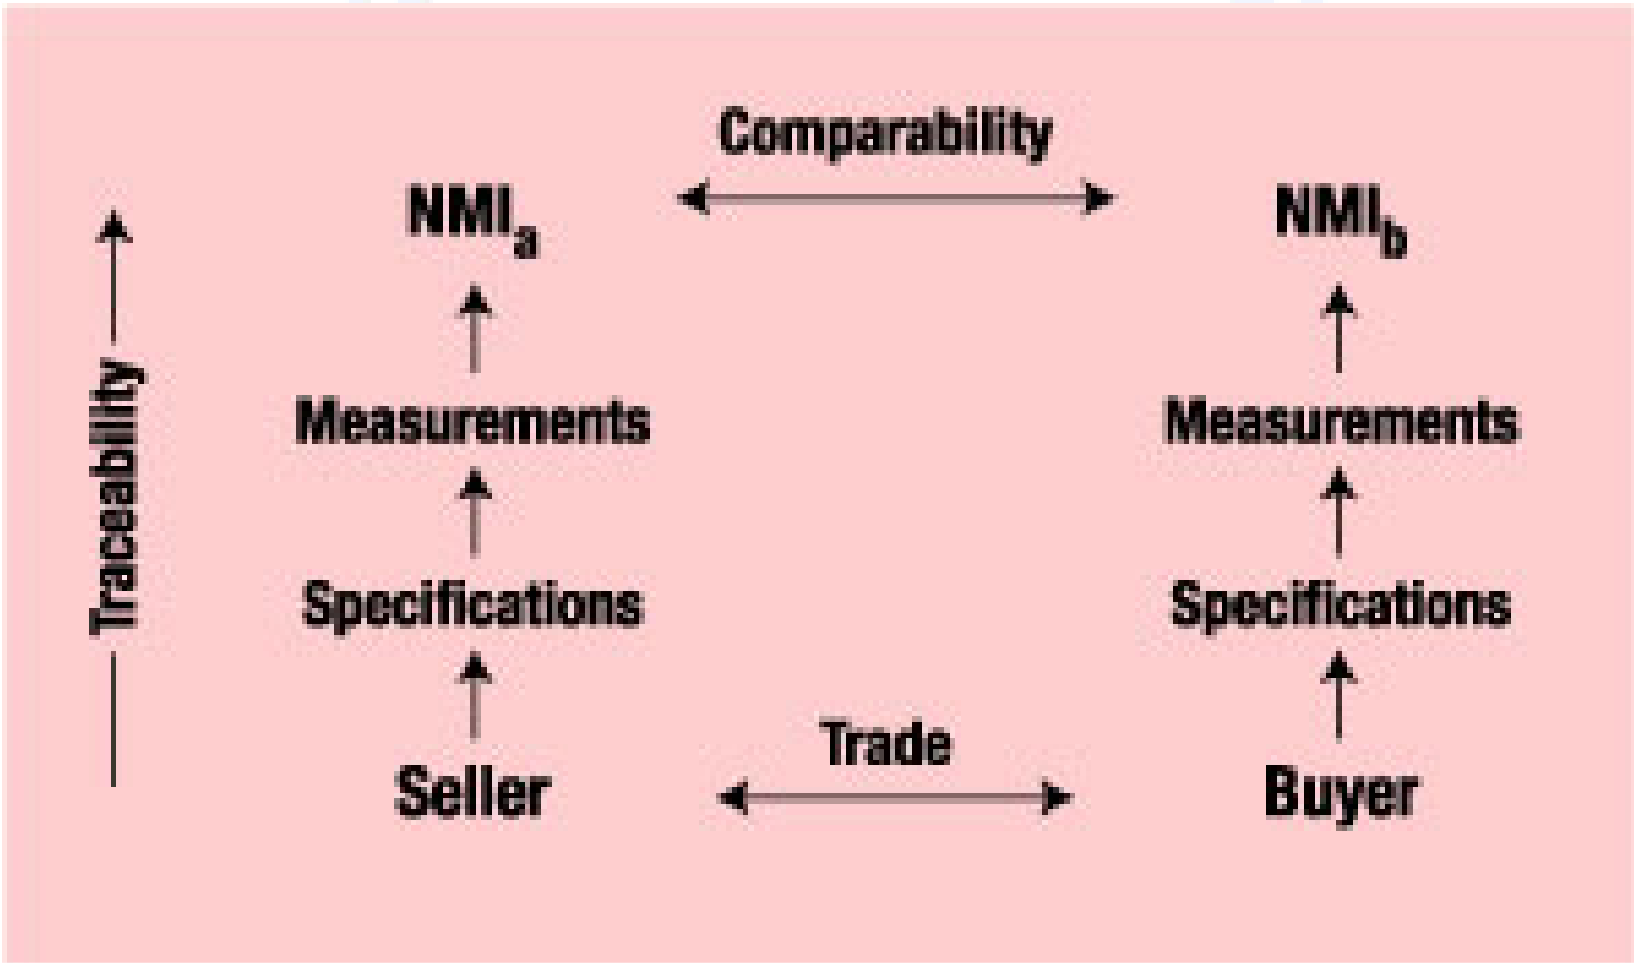 Comparability
NMIa
NMIb
Traceability
Measurements
Measurements
Specifications
Specifications
Trade
Seller
Buyer